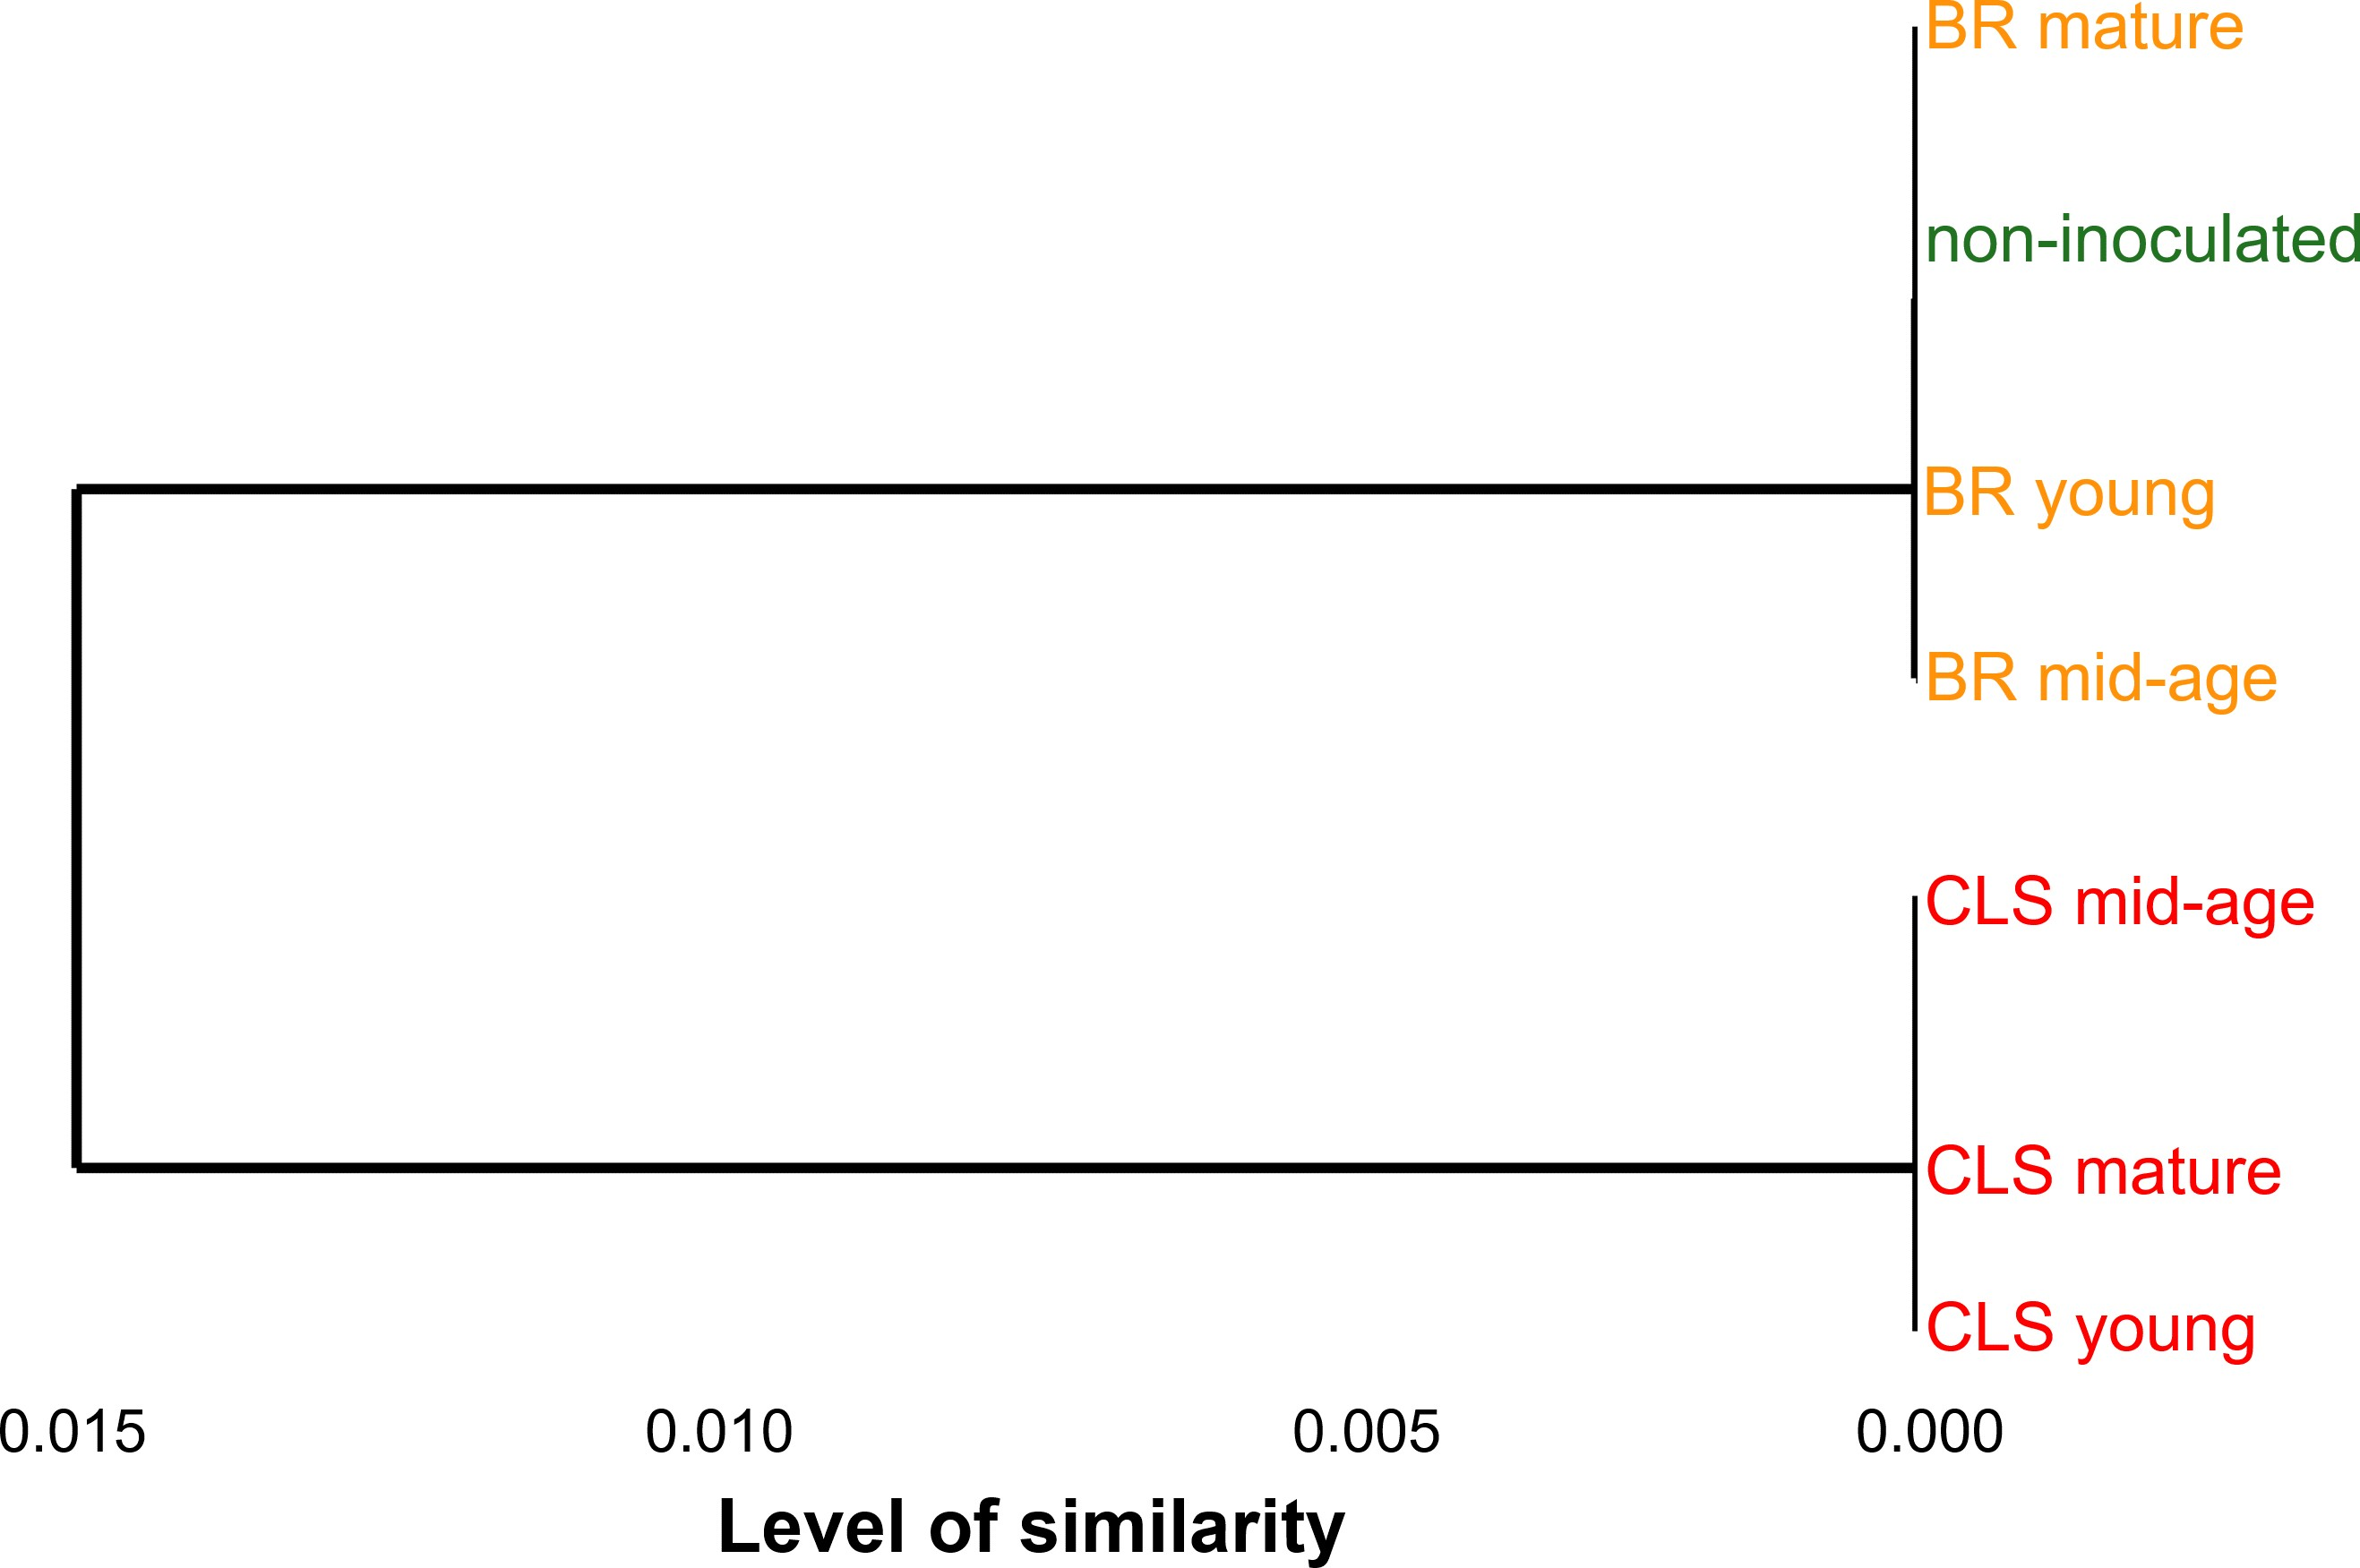 BR mature
non-inoculated
BR young
BR mid-age
CLS mid-age
CLS mature
CLS young
0.015 0.010 0.005 0.000
Level of similarity